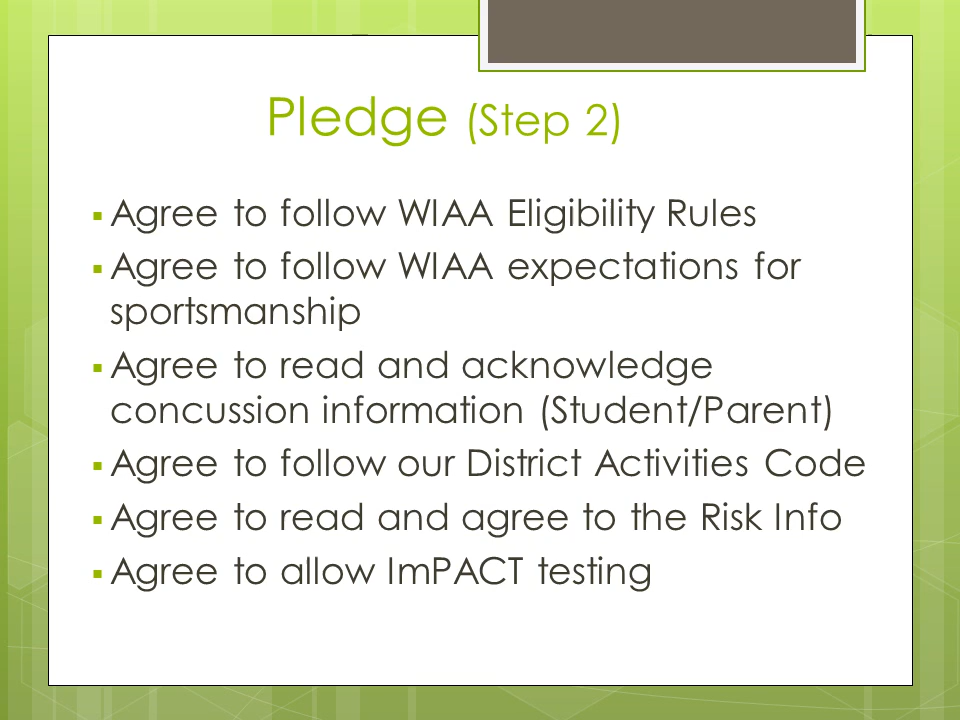 Pledge (Step 2)
▪ Agree to follow WIAA Eligibility Rules
▪ Agree to follow WIAA expectations for
sportsmanship
▪ Agree to read and acknowledge
concussion information (Student/Parent)
▪ Agree to follow our District Activities Code
▪ Agree to read and agree to the Risk Info
▪ Agree to allow ImPACT testing